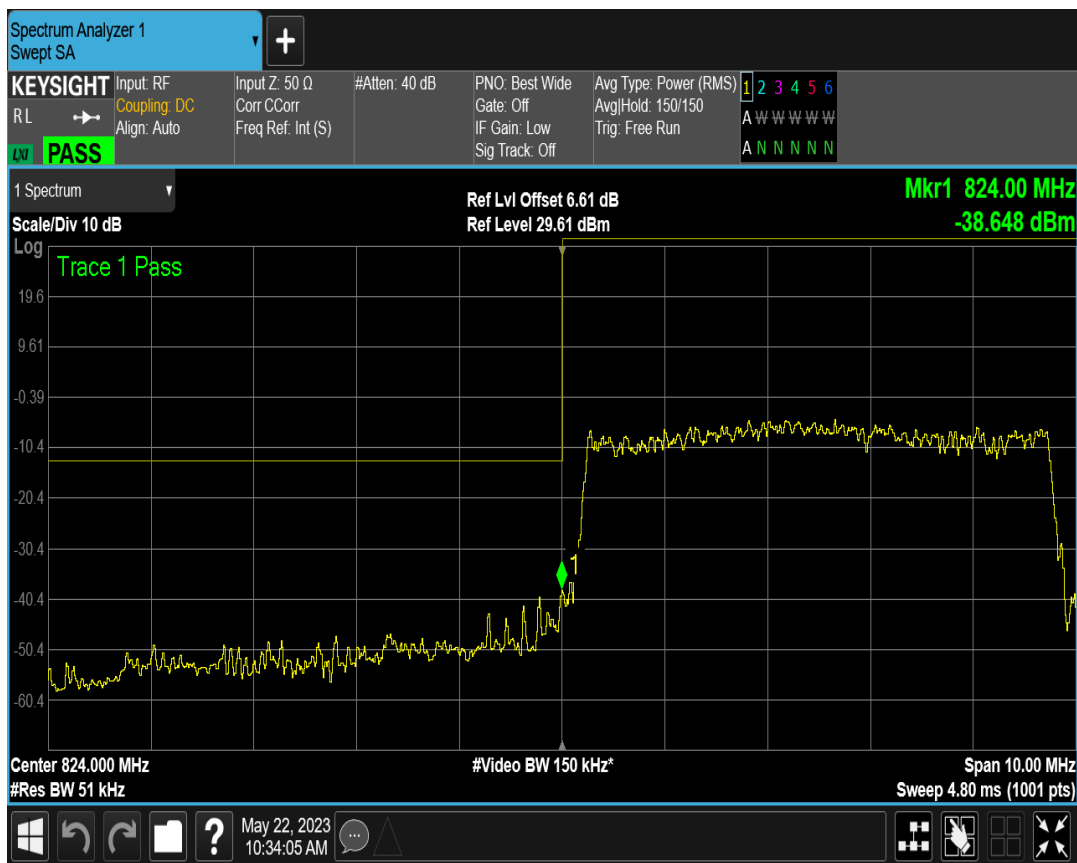 Spectrum Analyzer 1
Swept SA
+
KEYSIGHT
RL
LXI PASS
Input: RF
Coupling: DC
Align: Auto
Input Z: 50 Ω
Corr CCorr
Freq Ref: Int (S)
#Atten: 40 dB
PNO: Best Wide
Gate: Off
IF Gain: Low
Sig Track: Off
Avg Type: Power (RMS)
Avg|Hold: 150/150
Trig: Free Run
1 2 3 4 5 6
A W W W W W
A N N N N N
1 Spectrum
Scale/Div 10 dB
Ref Lvl Offset 6.61 dB
Ref Level 29.61 dBm
Mkr1 824.00 MHz
-38.648 dBm
Log
Trace 1 Pass
19.6
9.61
-0.39
-10.4
-20.4
-30.4
-40.4
-50.4
-60.4
1
Center 824.000 MHz
#Res BW 51 kHz
#Video BW 150 kHz*
Span 10.00 MHz
Sweep 4.80 ms (1001 pts)
?
May 22, 2023
10:34:05 AM